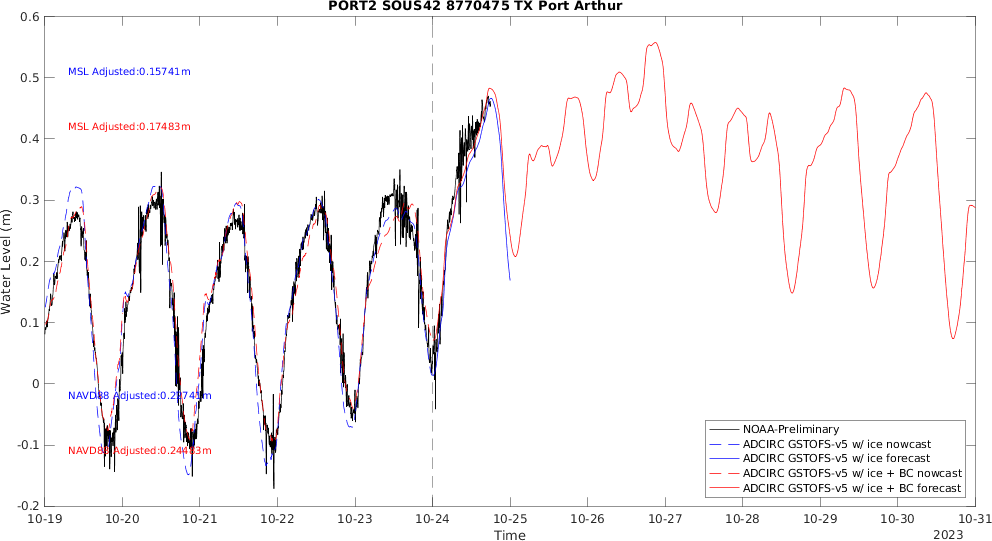 PORT2 SOUS42 8770475 TX Port Arthur
0.6
0.5
0.4
0.3
0.2
0.1
0
-0.1
-0.2
Water Level (m)
MSL Adjusted:0.15741m
MSL Adjusted:0.17483m
NAVD88 Adjusted:0.22741m
NAVD88 Adjusted:0.24483m
NOAA-Preliminary
ADCIRC GSTOFS-v5 w/ ice nowcast
ADCIRC GSTOFS-v5 w/ ice forecast
ADCIRC GSTOFS-v5 w/ ice + BC nowcast
ADCIRC GSTOFS-v5 w/ ice + BC forecast
10-19 10-20 10-21 10-22 10-23 10-24 10-25 10-26 10-27 10-28 10-29 10-30 10-31
Time
2023